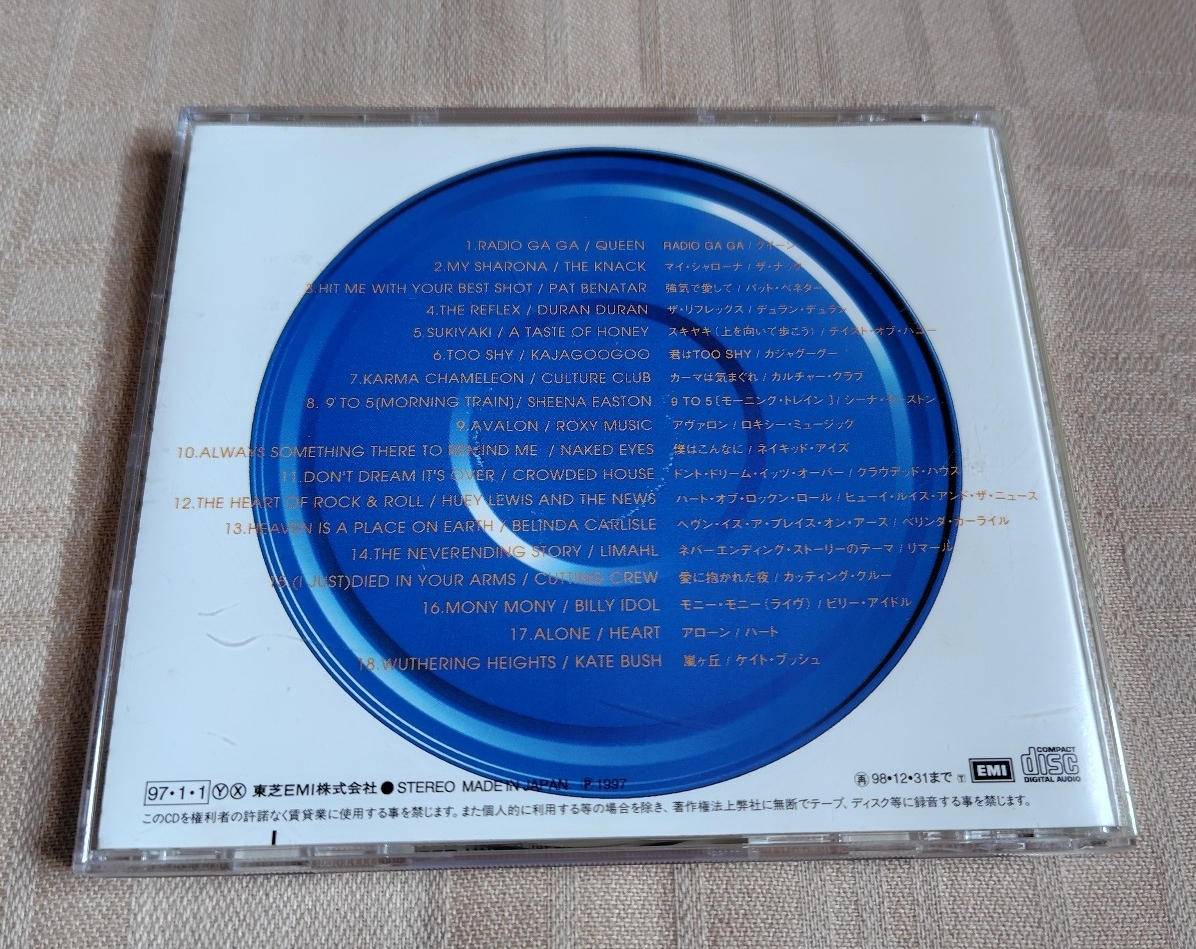 1.RADIO GA GA / QUEEN RADIO GA GA / クイーン
2.MY SHARONA / THE KNACK マイ・シャローナ / ザ・ナック
3.HIT ME WITH YOUR BEST SHOT / PAT BENATAR 強気で愛して / パット・ベネター
4.THE REFLEX / DURAN DURAN ザ・リフレックス / デュラン・デュラン
5.SUKIYAKI / A TASTE OF HONEY スキヤキ(上を向いて歩こう) / テイスト・オブ・ハニー
6.TOO SHY / KAJAGOOGOO 君はTOO SHY / カジャグーグー
7.KARMA CHAMELEON / CULTURE CLUB カーマは気まぐれ / カルチャー・クラブ
8. 9 TO 5(MORNING TRAIN)/ SHEENA EASTON 9 TO 5〔モーニング・トレイン〕/ シーナ・イーストン
9.AVALON / ROXY MUSIC アヴァロン / ロキシー・ミュージック
10.ALWAYS SOMETHING THERE TO REMIND ME / NAKED EYES 僕はこんなに / ネイキッド・アイズ
11.DON'T DREAM IT'S OVER / CROWDED HOUSE ドント・ドリーム・イッツ・オーバー / クラウデッド・ハウス
12.THE HEART OF ROCK & ROLL / HUEY LEWIS AND THE NEWS ハート・オブ・ロックン・ロール / ヒューイ・ルイス・アンド・ザ・ニュース
13.HEAVEN IS A PLACE ON EARTH / BELINDA CARLISLE ヘヴン・イズ・ア・プレイス・オン・アース / ベリンダ・カーライル
14.THE NEVERENDING STORY / LIMAHL ネバーエンディング・ストーリーのテーマ / リマール
15.(I JUST)DIED IN YOUR ARMS / CUTTING CREW 愛に抱かれた夜 / カッティング・クルー
16.MONY MONY / BILLY IDOL モニー・モニー(ライヴ) / ビリー・アイドル
17.ALONE / HEART アローン / ハート
18.WUTHERING HEIGHTS / KATE BUSH 嵐ヶ丘 / ケイト・ブッシュ
97・1・1 Ⓨ Ⓧ 東芝EMI株式会社 ●STEREO MADE IN JAPAN Ⓟ 1997 ㊞98・12・31まで Ⓣ EMI COMPACT disc DIGITAL AUDIO
このCDを権利者の許諾なく賃貸業に使用する事を禁じます。また個人的に利用する等の場合を除き、著作権法上弊社に無断でテープ、ディスク等に録音する事を禁じます。